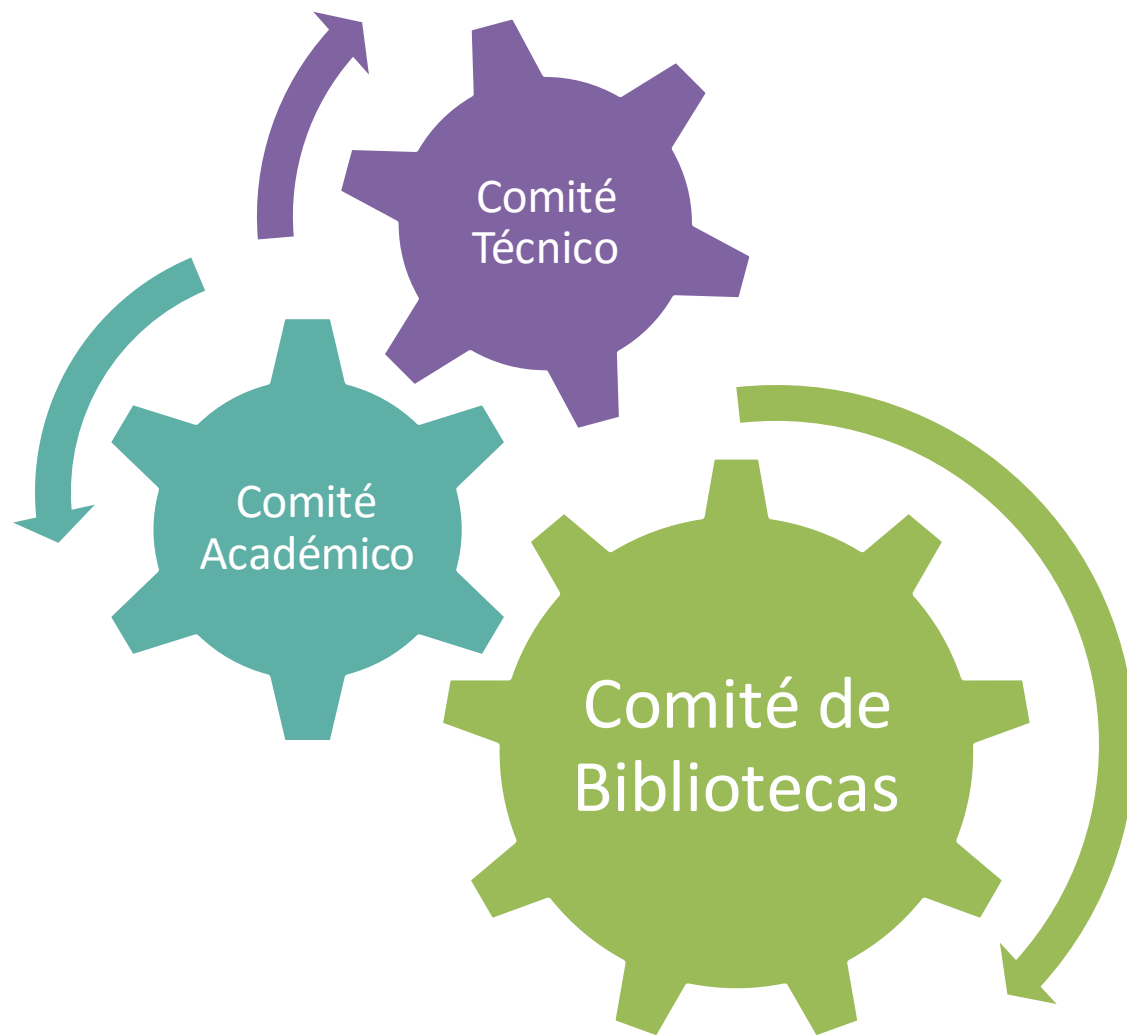 Comité
Técnico
Comité
Académico
Comité de
Bibliotecas